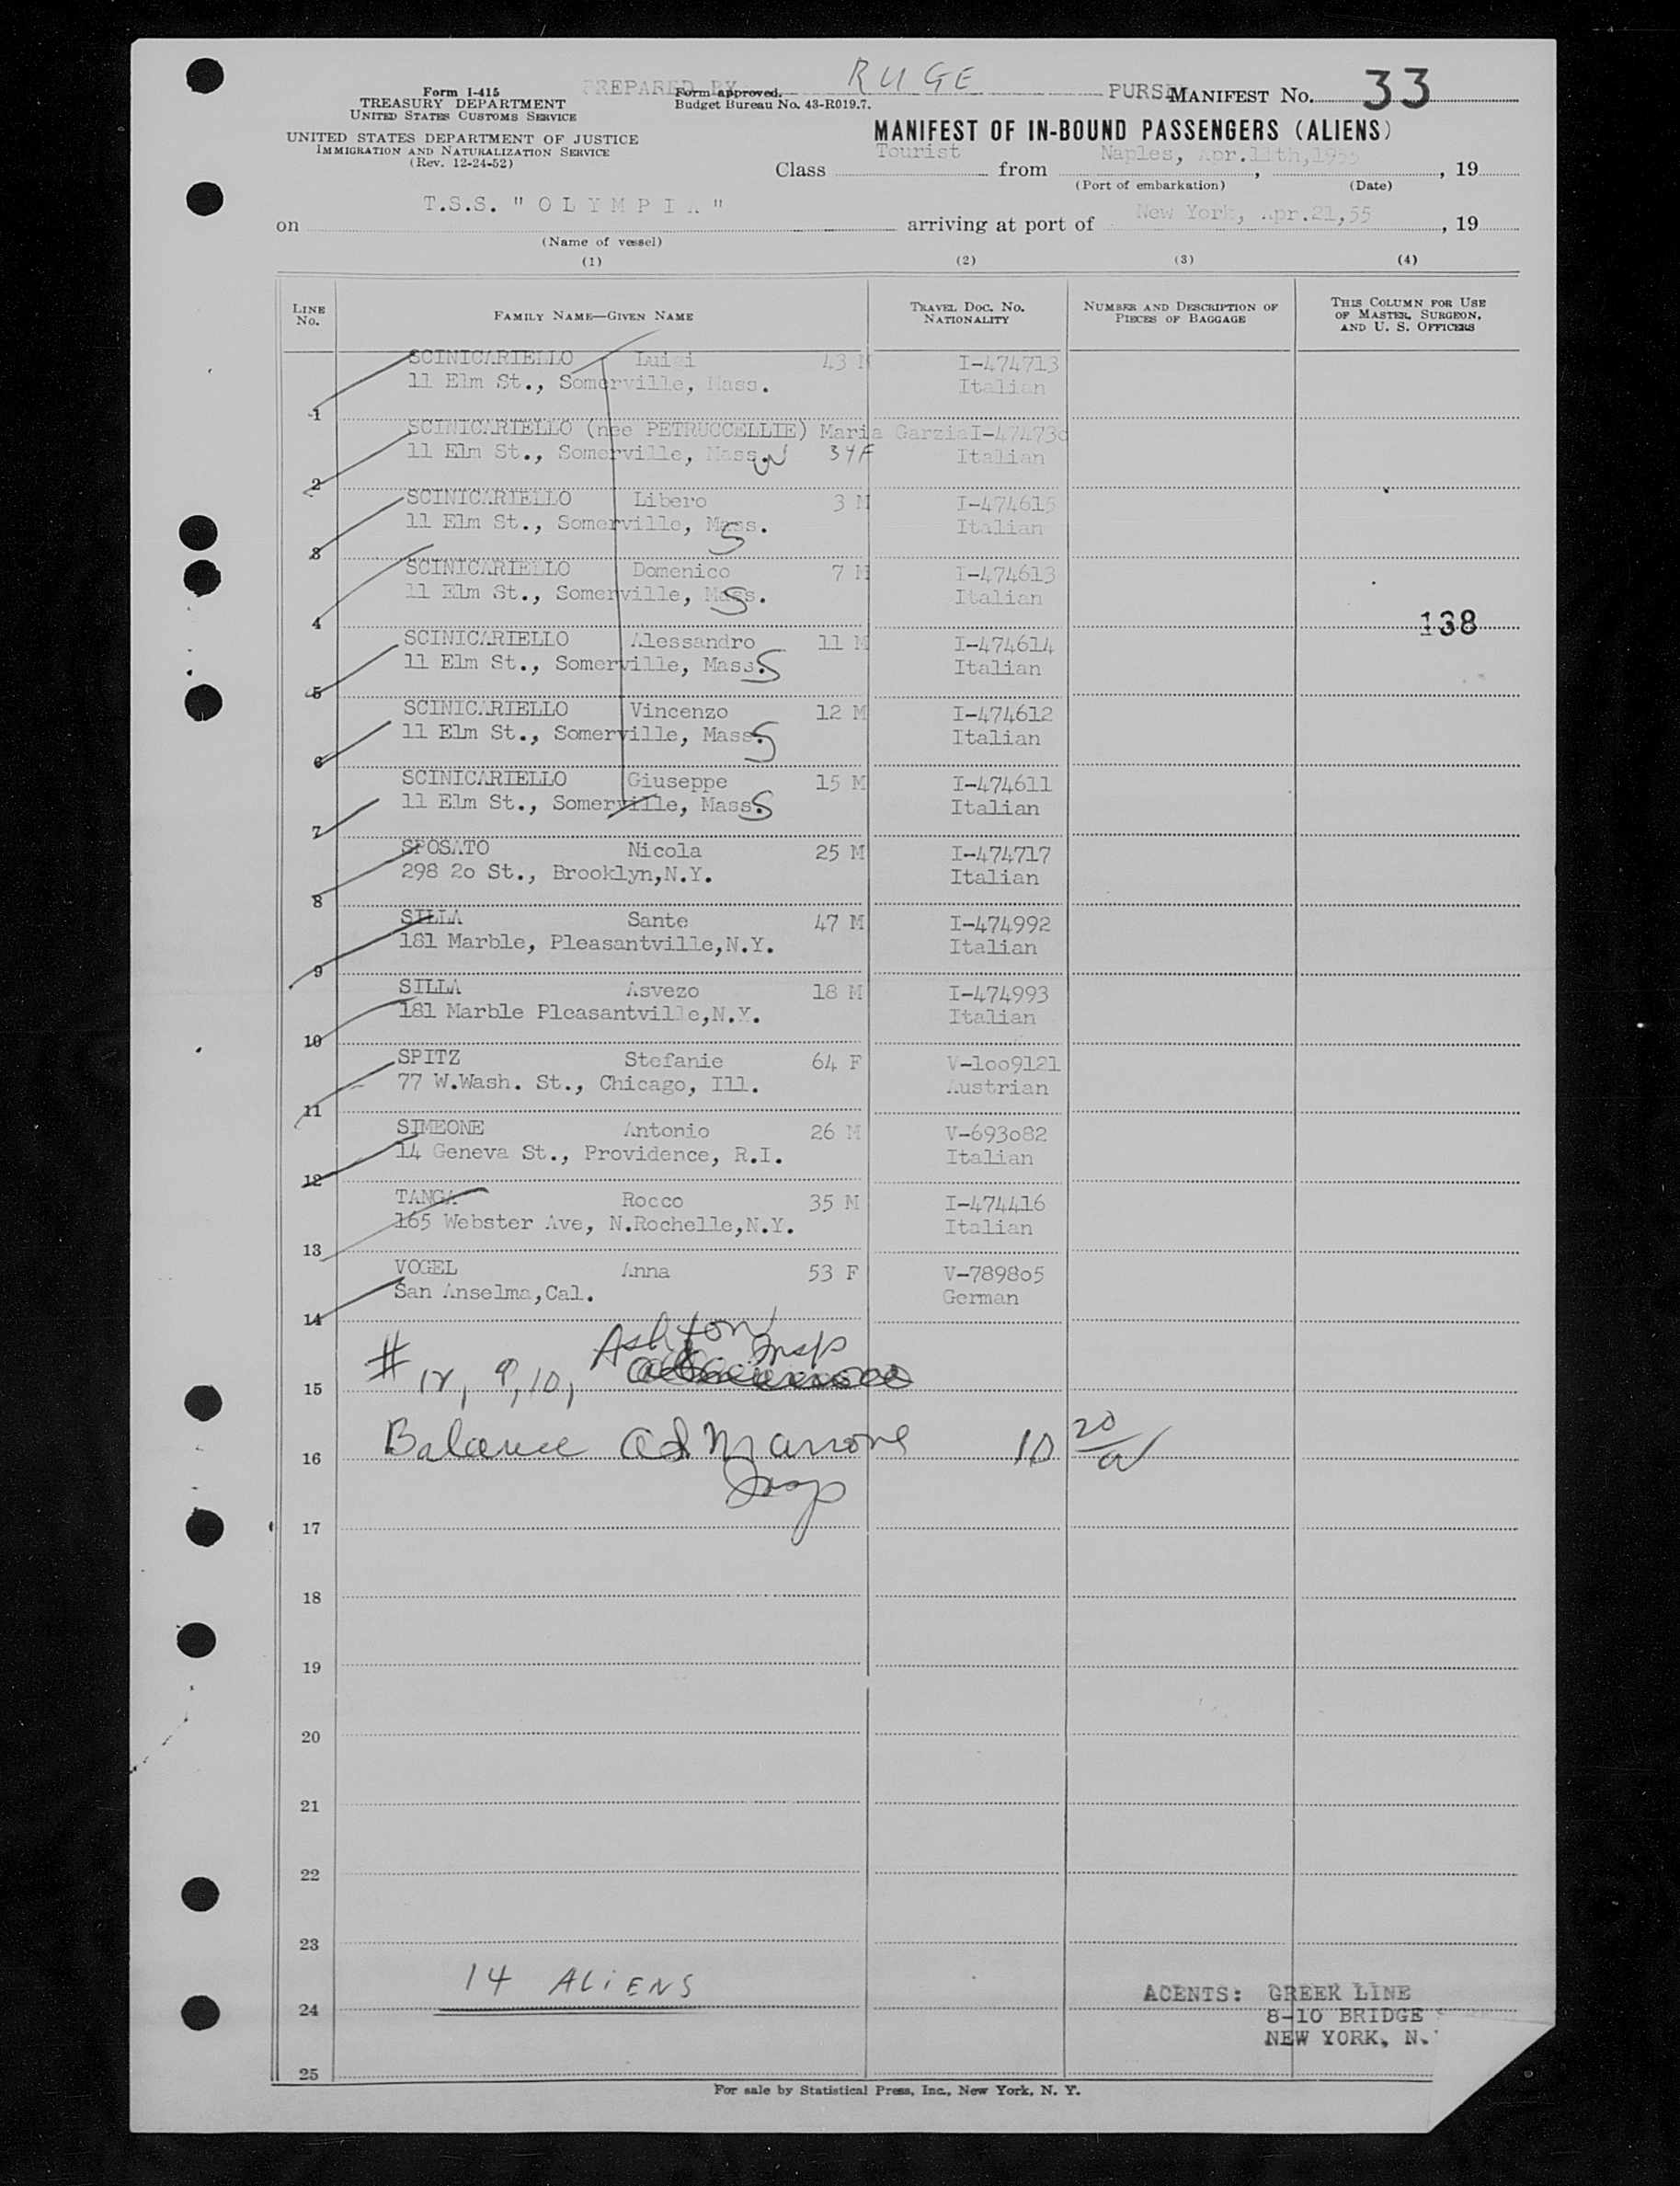 Form I-415
TREASURY DEPARTMENT
UNITED STATES CUSTOMS SERVICE
UNITED STATES DEPARTMENT OF JUSTICE
IMMIGRATION AND NATURALIZATION SERVICE
(Rev. 12-24-52)
PREPARED BY RUGE PURSE
Form approved.
Budget Bureau No. 43-R019.7.
MANIFEST No. 33
MANIFEST OF IN-BOUND PASSENGERS (ALIENS)
Class Tourist from Naples, Apr.11th,1955, 19
(Port of embarkation) (Date)
on T.S.S. "OLYMPIA" arriving at port of New York, Apr.21,55, 19
(Name of vessel)
(1) (2) (3) (4)
LINE No. FAMILY NAME—GIVEN NAME TRAVEL DOC. No. NATIONALITY NUMBER AND DESCRIPTION OF PIECES OF BAGGAGE THIS COLUMN FOR USE OF MASTER, SURGEON, AND U. S. OFFICERS
SCINICARIELLO Luigi 43 M I-474713
1 11 Elm St., Somerville, Mass. Italian
SCINICARIELLO (nee PETRUCCELLIE) Maria Garzia I-474730
2 11 Elm St., Somerville, Mass. W 34F Italian
SCINICARIELLO Libero 3 M I-474615
3 11 Elm St., Somerville, Mass. S Italian
SCINICARIELLO Domenico 7 M I-474613
4 11 Elm St., Somerville, Mass. S Italian
138
SCINICARIELLO Alessandro 11 M I-474614
5 11 Elm St., Somerville, Mass. S Italian
SCINICARIELLO Vincenzo 12 M I-474612
6 11 Elm St., Somerville, Mass. S Italian
SCINICARIELLO Giuseppe 15 M I-474611
7 11 Elm St., Somerville, Mass. S Italian
SPOSATO Nicola 25 M I-474717
8 298 2o St., Brooklyn,N.Y. Italian
SILLA Sante 47 M I-474992
9 181 Marble, Pleasantville,N.Y. Italian
SILLA Asvezo 18 M I-474993
10 181 Marble Pleasantville,N.Y. Italian
SPITZ Stefanie 64 F V-1oo9121
11 77 W.Wash. St., Chicago, Ill. Austrian
SIMEONE Antonio 26 M V-693o82
12 14 Geneva St., Providence, R.I. Italian
TANGA Rocco 35 M I-474416
13 165 Webster Ave, N.Rochelle,N.Y. Italian
VOGEL Anna 53 F V-7898o5
14 San Anselma,Cal. German
15 # 12, 9, 10, Ashton Insp
16 Balance ad Marrone 10 20/
Insp
17
18
19
20
21
22
23
24 14 ALiENS
25
AGENTS: GREEK LINE
8-10 BRIDGE
NEW YORK, N.
For sale by Statistical Press, Inc., New York, N. Y.